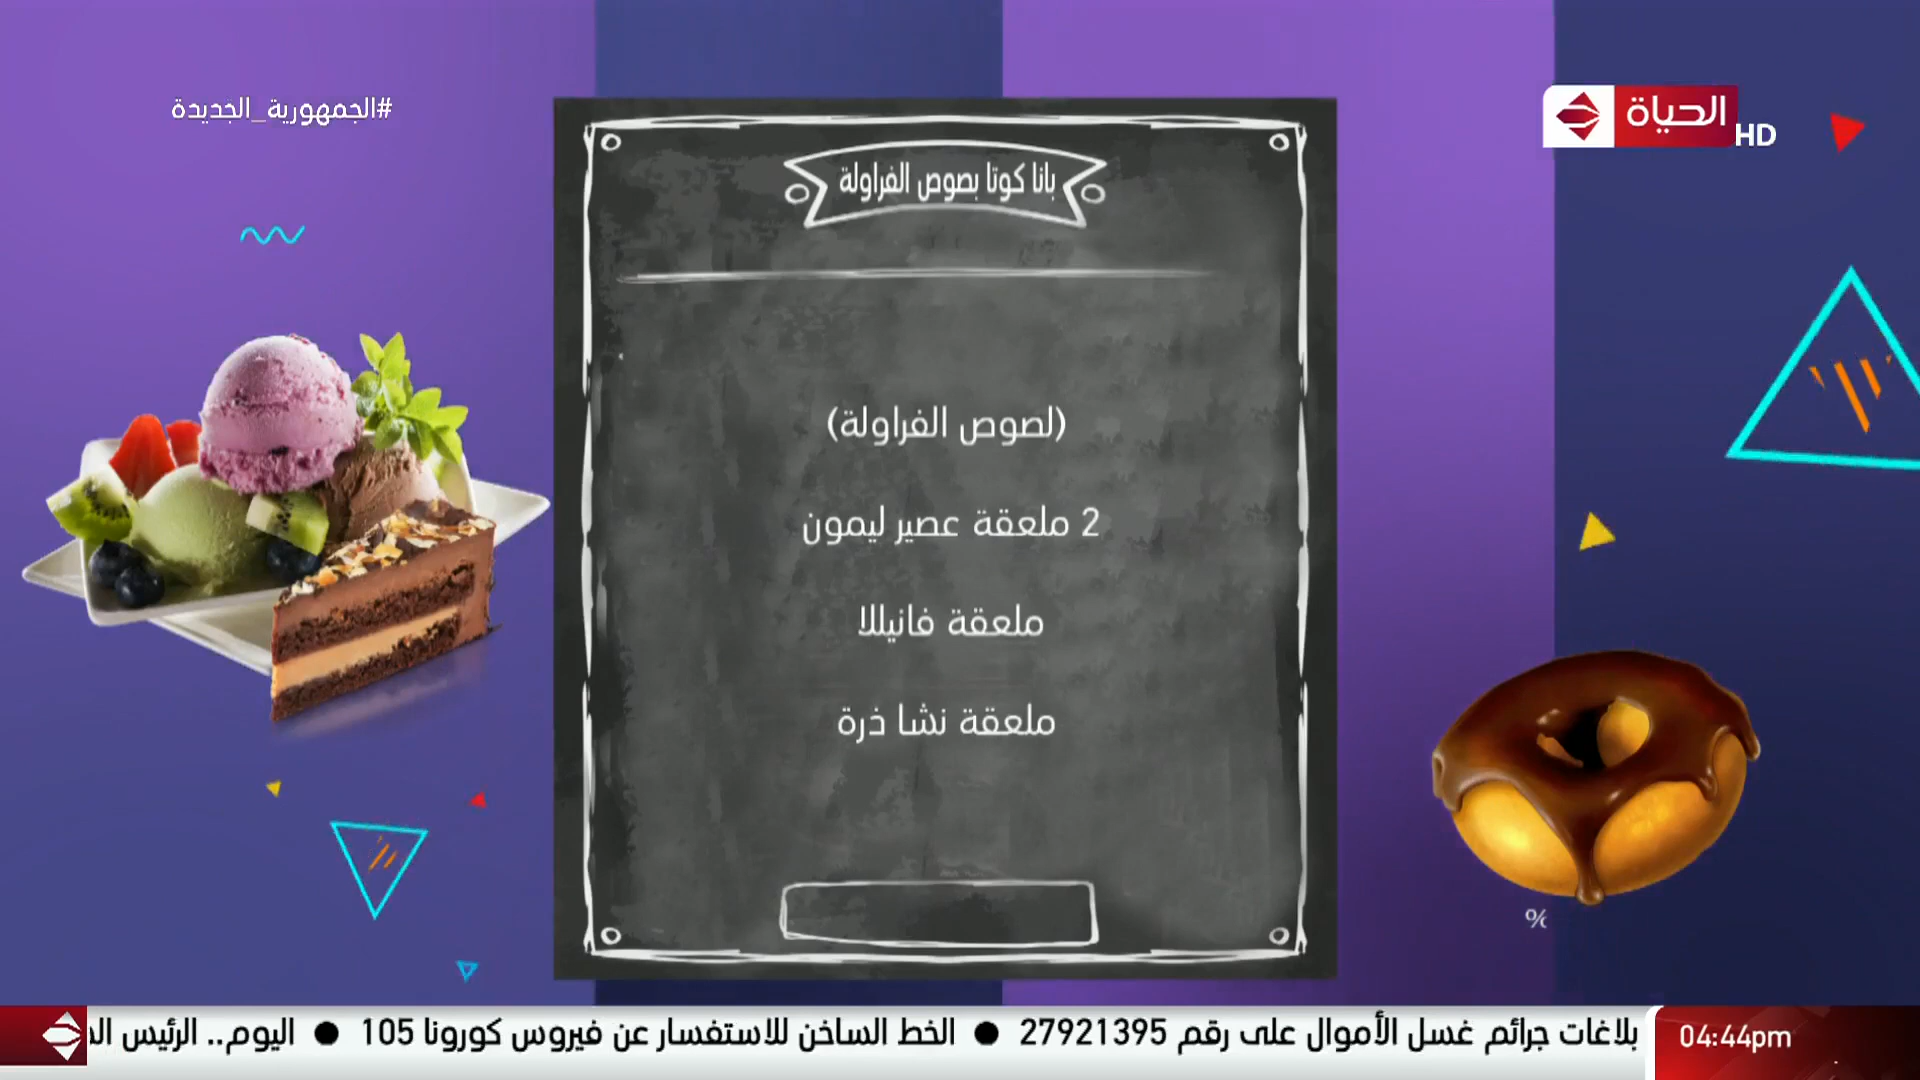 #الجمهورية_الجديدة
الحياة
HD
بانا كوتا بصوص الفراولة
(لصوص الفراولة)
2 ملعقة عصير ليمون
ملعقة فانيللا
ملعقة نشا ذرة
%
بلاغات جرائم غسل الأموال على رقم 27921395 ● الخط الساخن للاستفسار عن فيروس كورونا 105 ● اليوم.. الرئيس
04:44pm